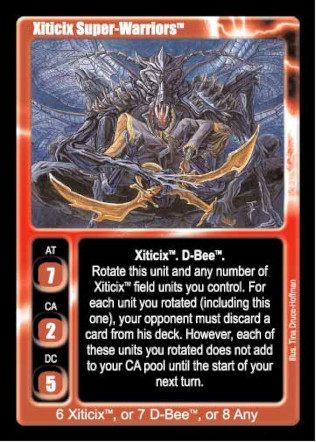 Xiticix Super-Warriors™
AT
7
CA
2
DC
5
Xiticix™. D-Bee™.
Rotate this unit and any number of
Xiticix™ field units you control. For
each unit you rotated (including this
one), your opponent must discard a
card from his deck. However, each of
these units you rotated does not add
to your CA pool until the start of your
next turn.
Illus. Tina Druce-Hoffman
6 Xiticix™, or 7 D-Bee™, or 8 Any